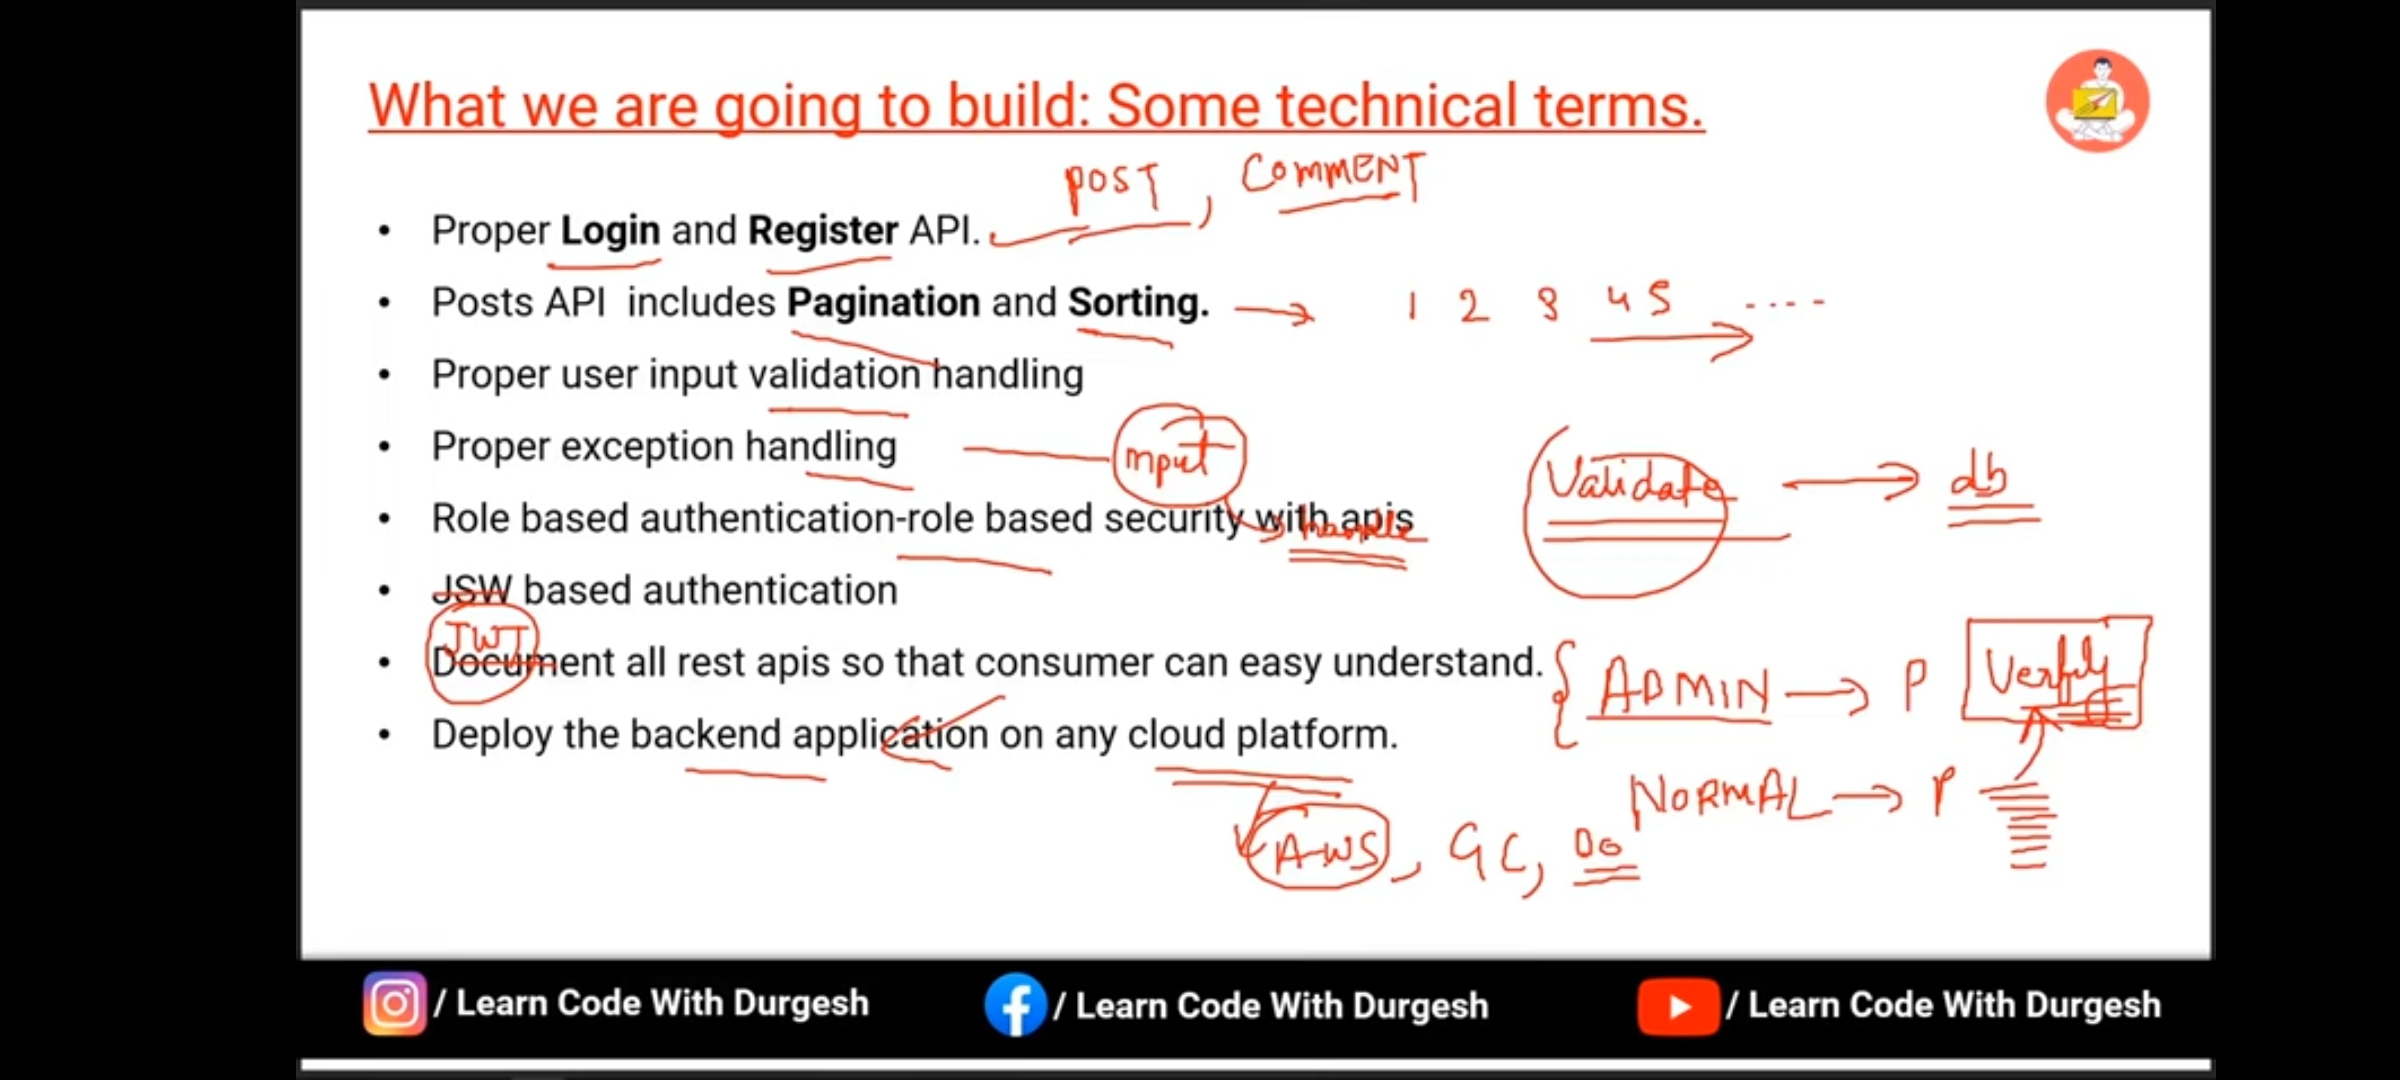 What we are going to build: Some technical terms.
POST, COMMENT
• Proper Login and Register API.
• Posts API includes Pagination and Sorting. → 1 2 3 4 5 ....
• Proper user input validation handling
• Proper exception handling
input
Validate → db
• Role based authentication-role based security with apis
handle
• JSW based authentication
JWT
• Document all rest apis so that consumer can easy understand.
ADMIN → P
• Deploy the backend application on any cloud platform.
NORMAL → P
AWS, GC, DO
/ Learn Code With Durgesh
/ Learn Code With Durgesh
/ Learn Code With Durgesh